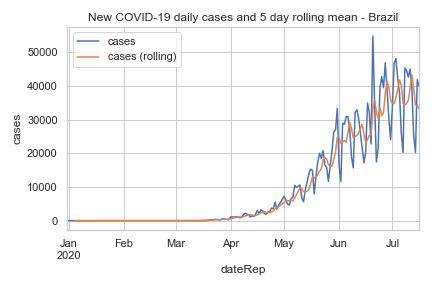 New COVID-19 daily cases and 5 day rolling mean - Brazil
cases
cases (rolling)
50000
40000
30000
20000
10000
0
cases
Jan Feb Mar Apr May Jun Jul
2020
dateRep